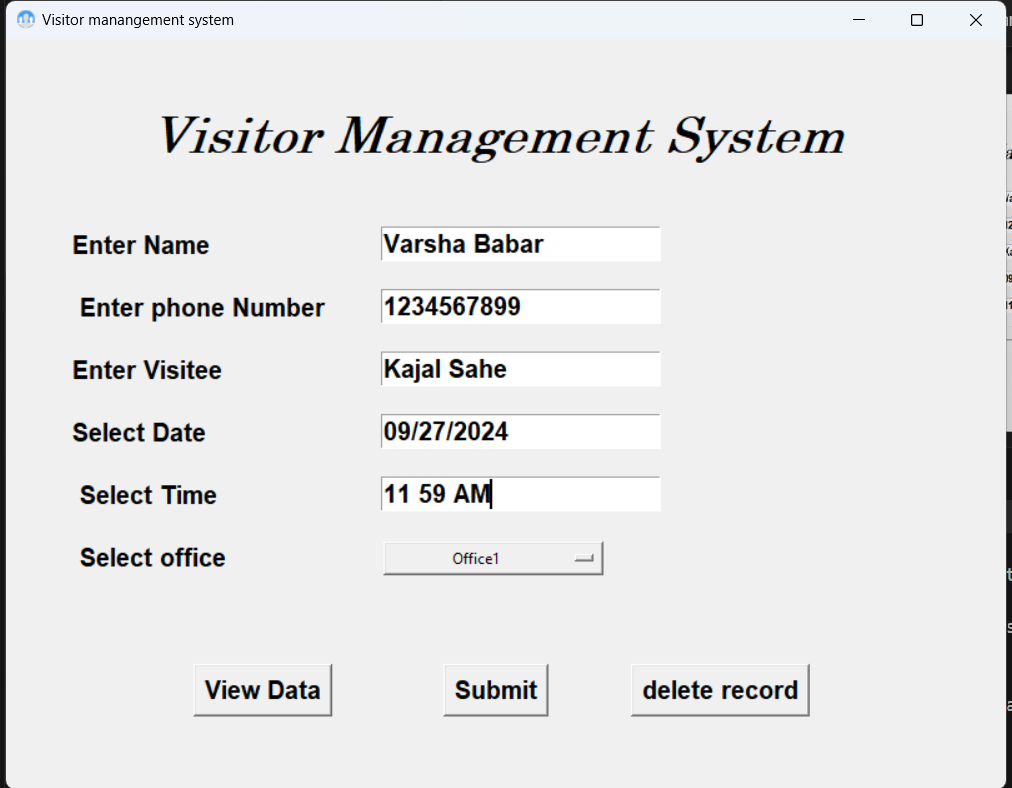 Visitor manangement system
Visitor Management System
Enter Name Varsha Babar
Enter phone Number 1234567899
Enter Visitee Kajal Sahe
Select Date 09/27/2024
Select Time 11 59 AM
Select office Office1
View Data Submit delete record